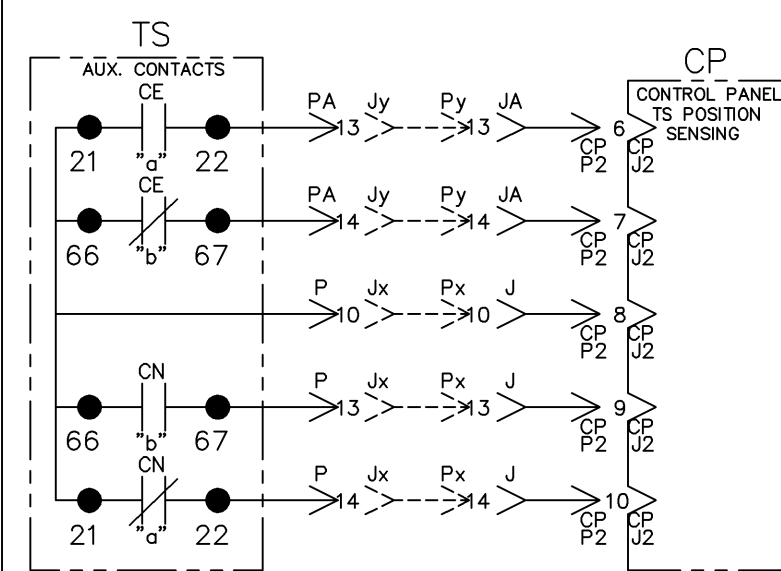 TS
AUX. CONTACTS
CP
CONTROL PANEL
TS POSITION
SENSING
CE
21 "a" 22
PA 13 Jy Py 13 JA
6
CP P2 CP J2
CE
66 "b" 67
PA 14 Jy Py 14 JA
7
CP P2 CP J2
P 10 Jx Px 10 J
8
CP P2 CP J2
CN
66 "b" 67
P 13 Jx Px 13 J
9
CP P2 CP J2
CN
21 "a" 22
P 14 Jx Px 14 J
10
CP P2 CP J2